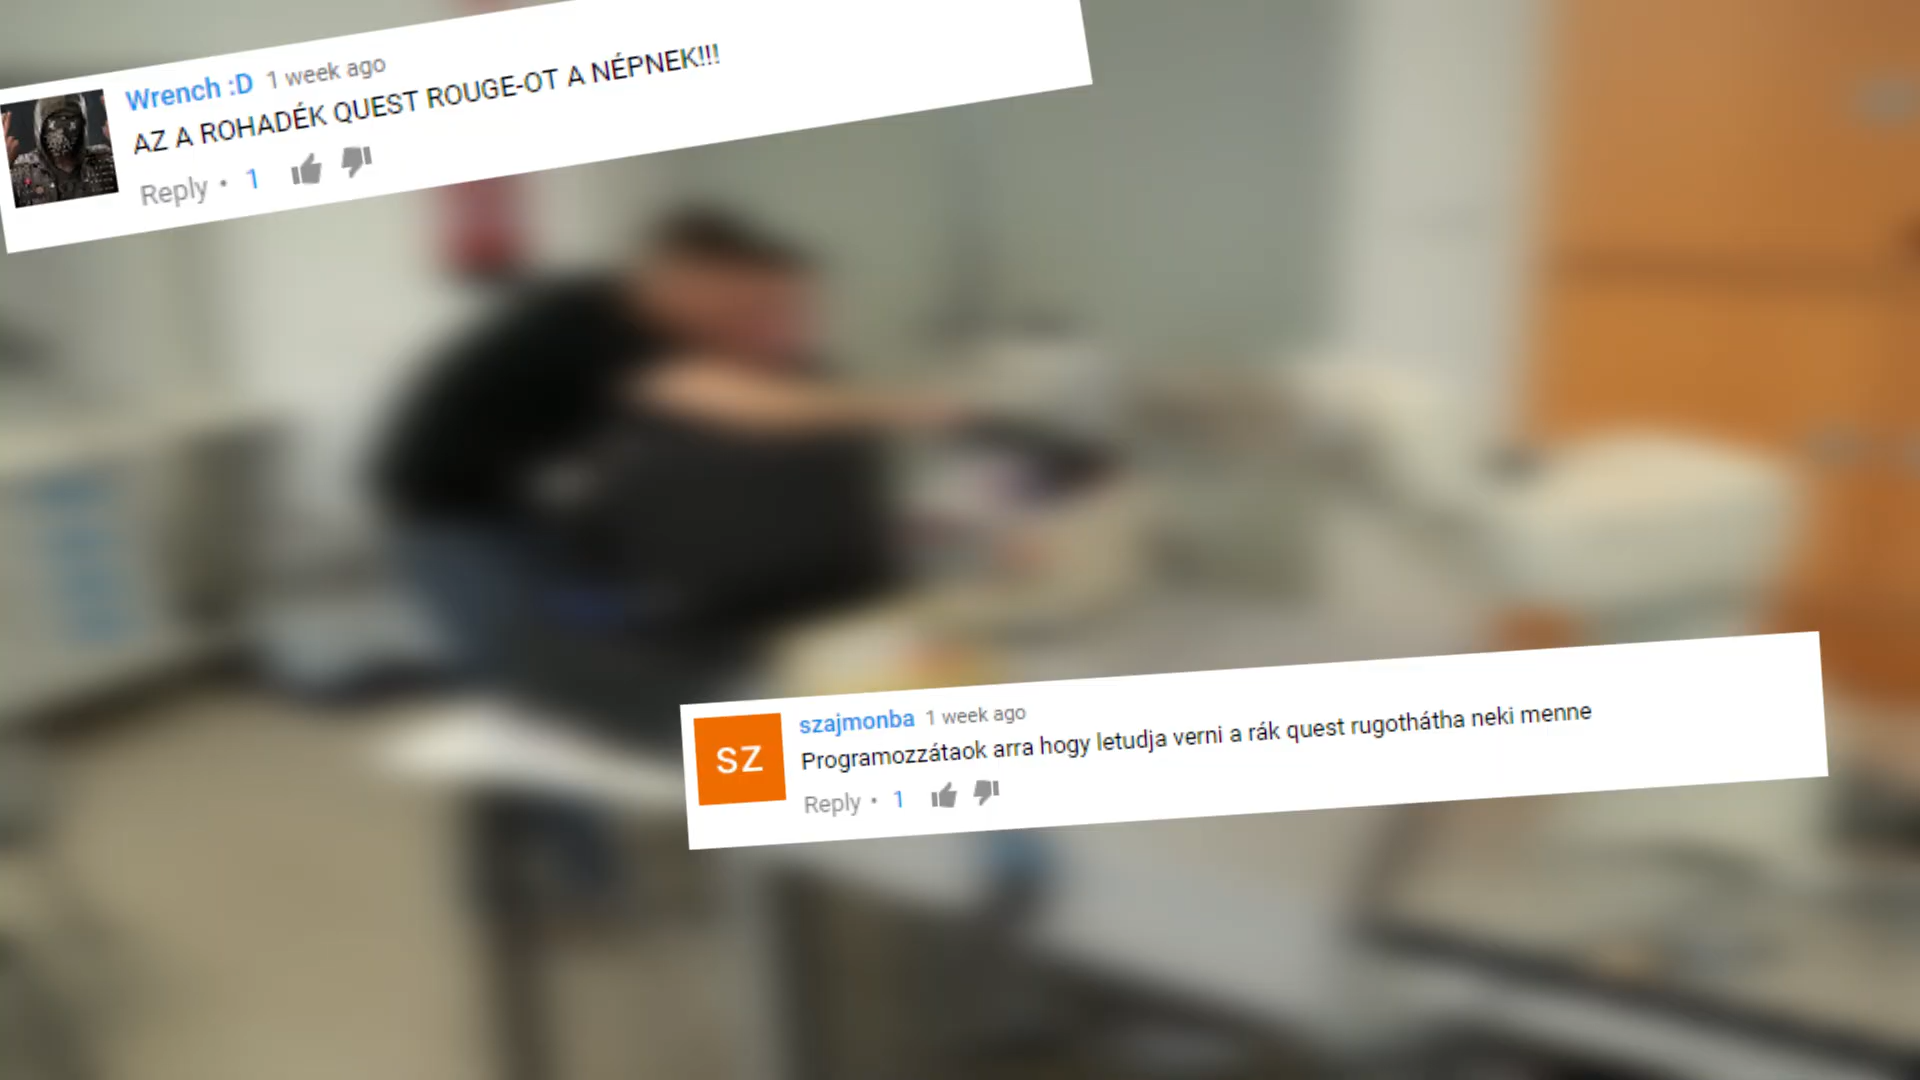 Wrench :D 1 week ago
AZ A ROHADÉK QUEST ROUGE-OT A NÉPNEK!!!
Reply • 1
SZ
szajmonba 1 week ago
Programozzátaok arra hogy letudja verni a rák quest rugothátha neki menne
Reply • 1